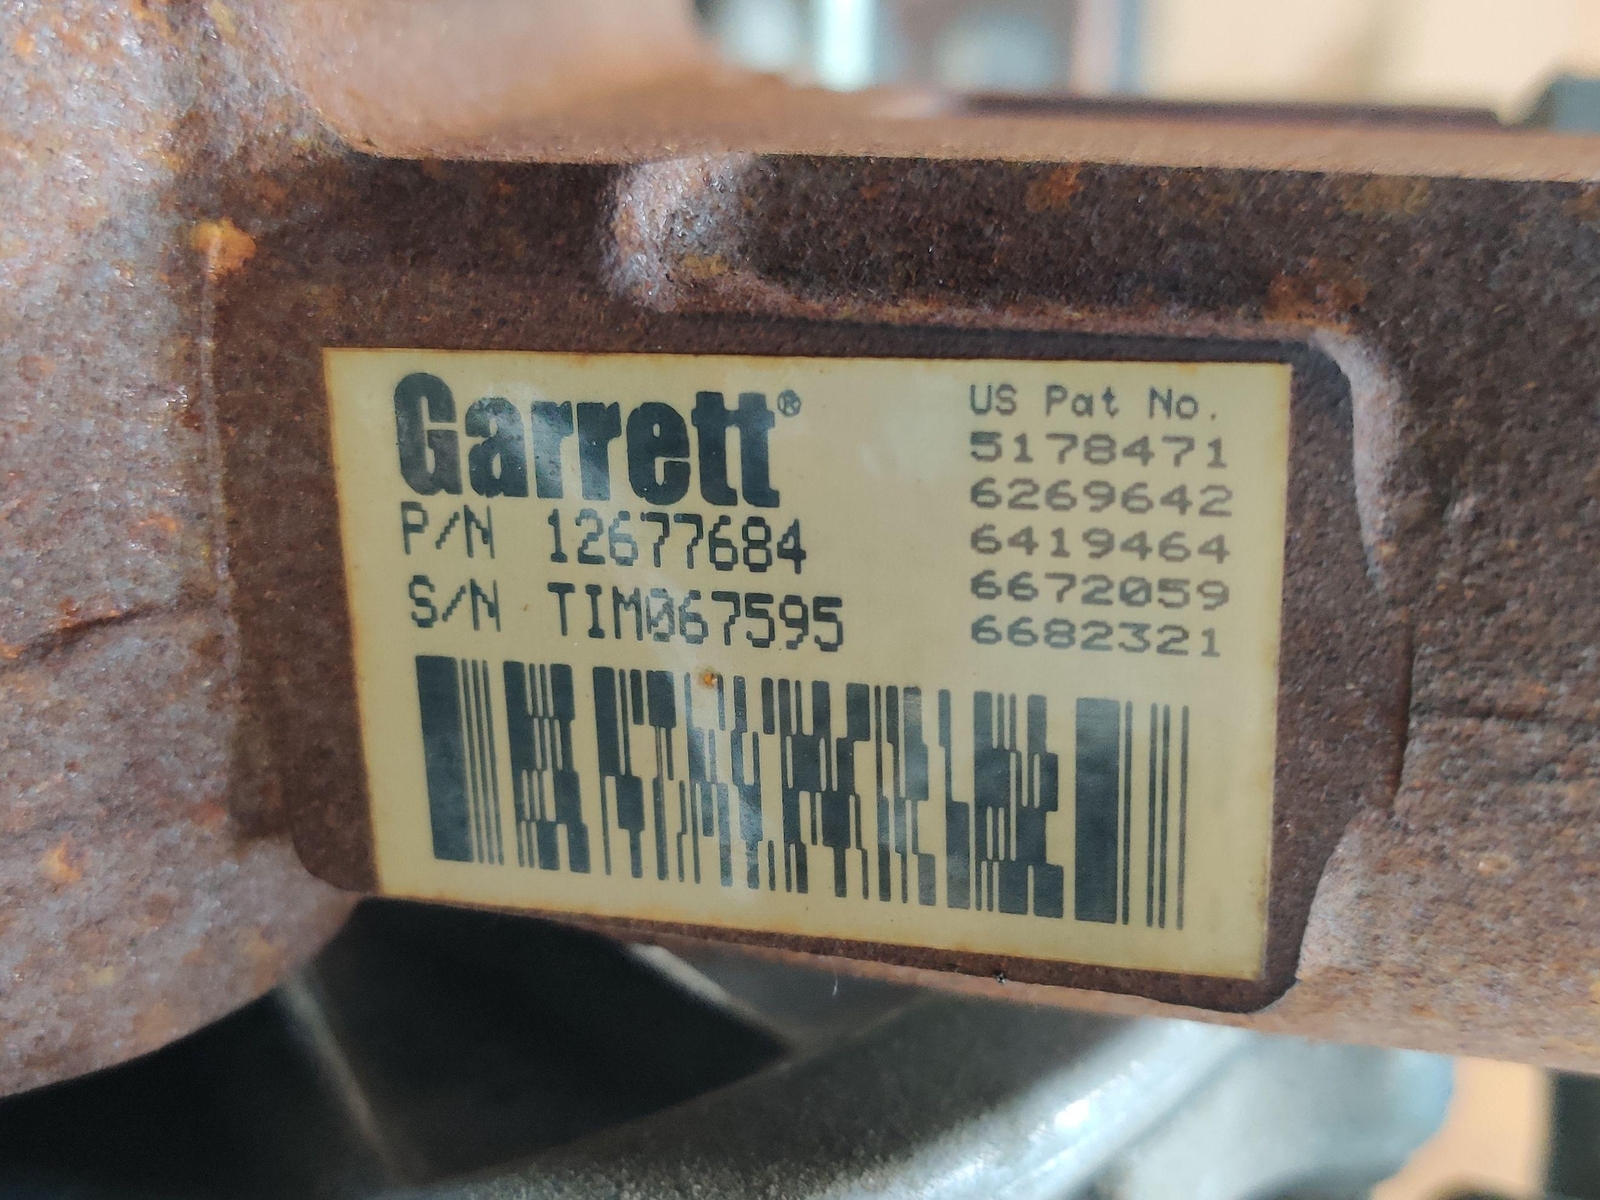 Garrett®
P/N 12677684
S/N TIM067595
US Pat No.
5178471
6269642
6419464
6672059
6682321